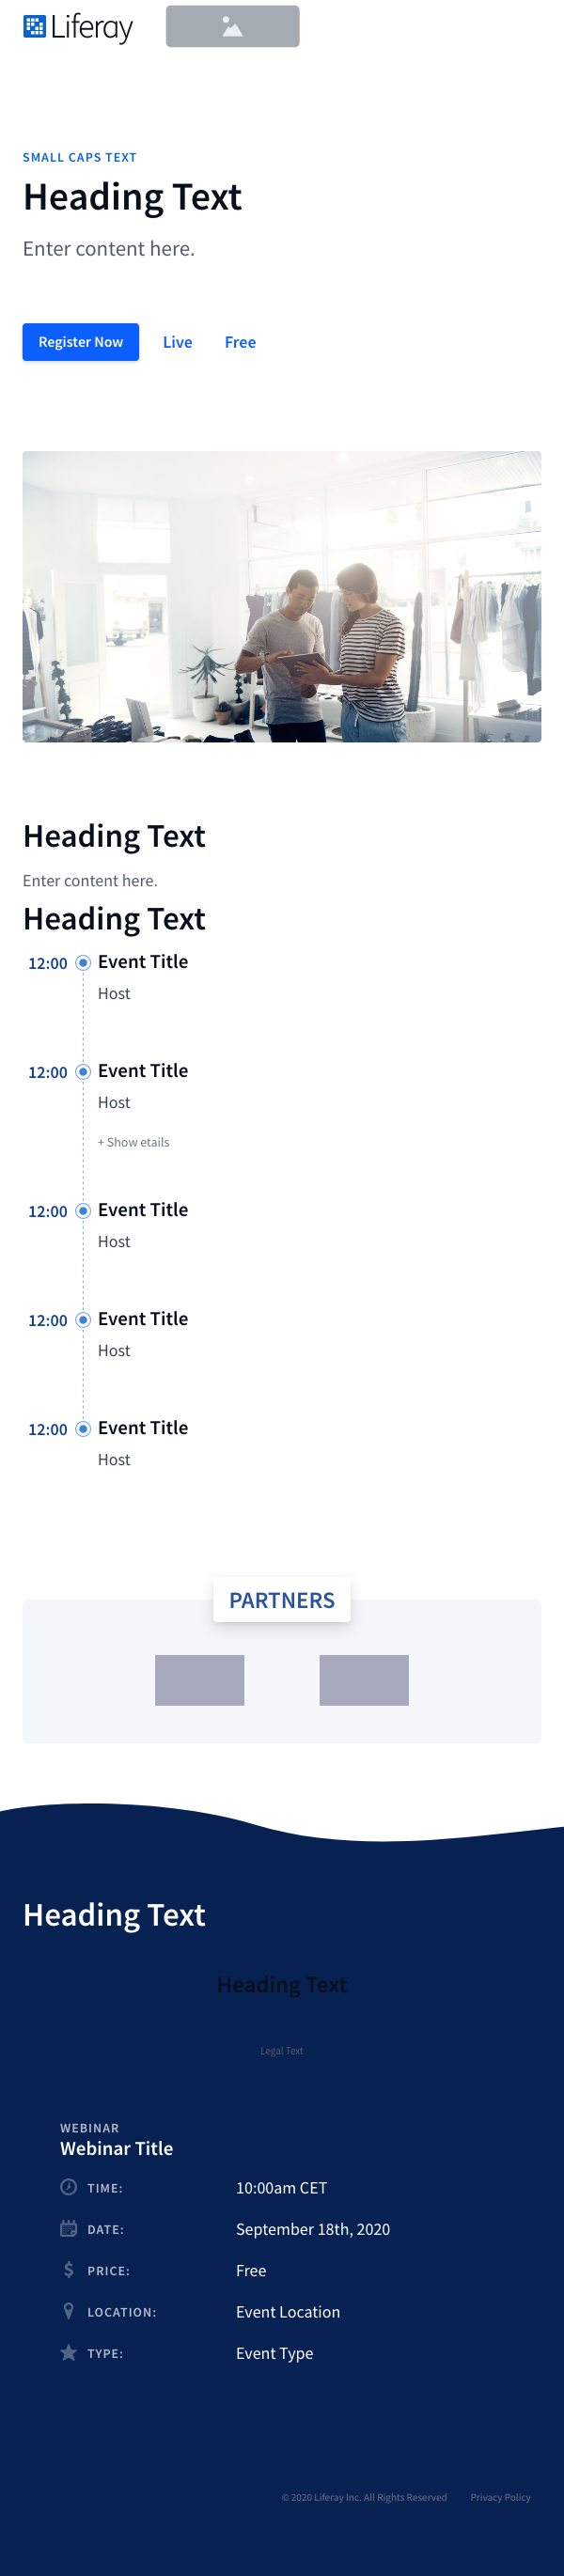 Liferay
SMALL CAPS TEXT
Heading Text
Enter content here.
Register Now Live Free
Heading Text
Enter content here.
Heading Text
12:00 Event Title
Host
12:00 Event Title
Host
+ Show etails
12:00 Event Title
Host
12:00 Event Title
Host
12:00 Event Title
Host
PARTNERS
Heading Text
Heading Text
Legal Text
WEBINAR
Webinar Title
TIME: 10:00am CET
DATE: September 18th, 2020
PRICE: Free
LOCATION: Event Location
TYPE: Event Type
© 2020 Liferay Inc. All Rights Reserved Privacy Policy